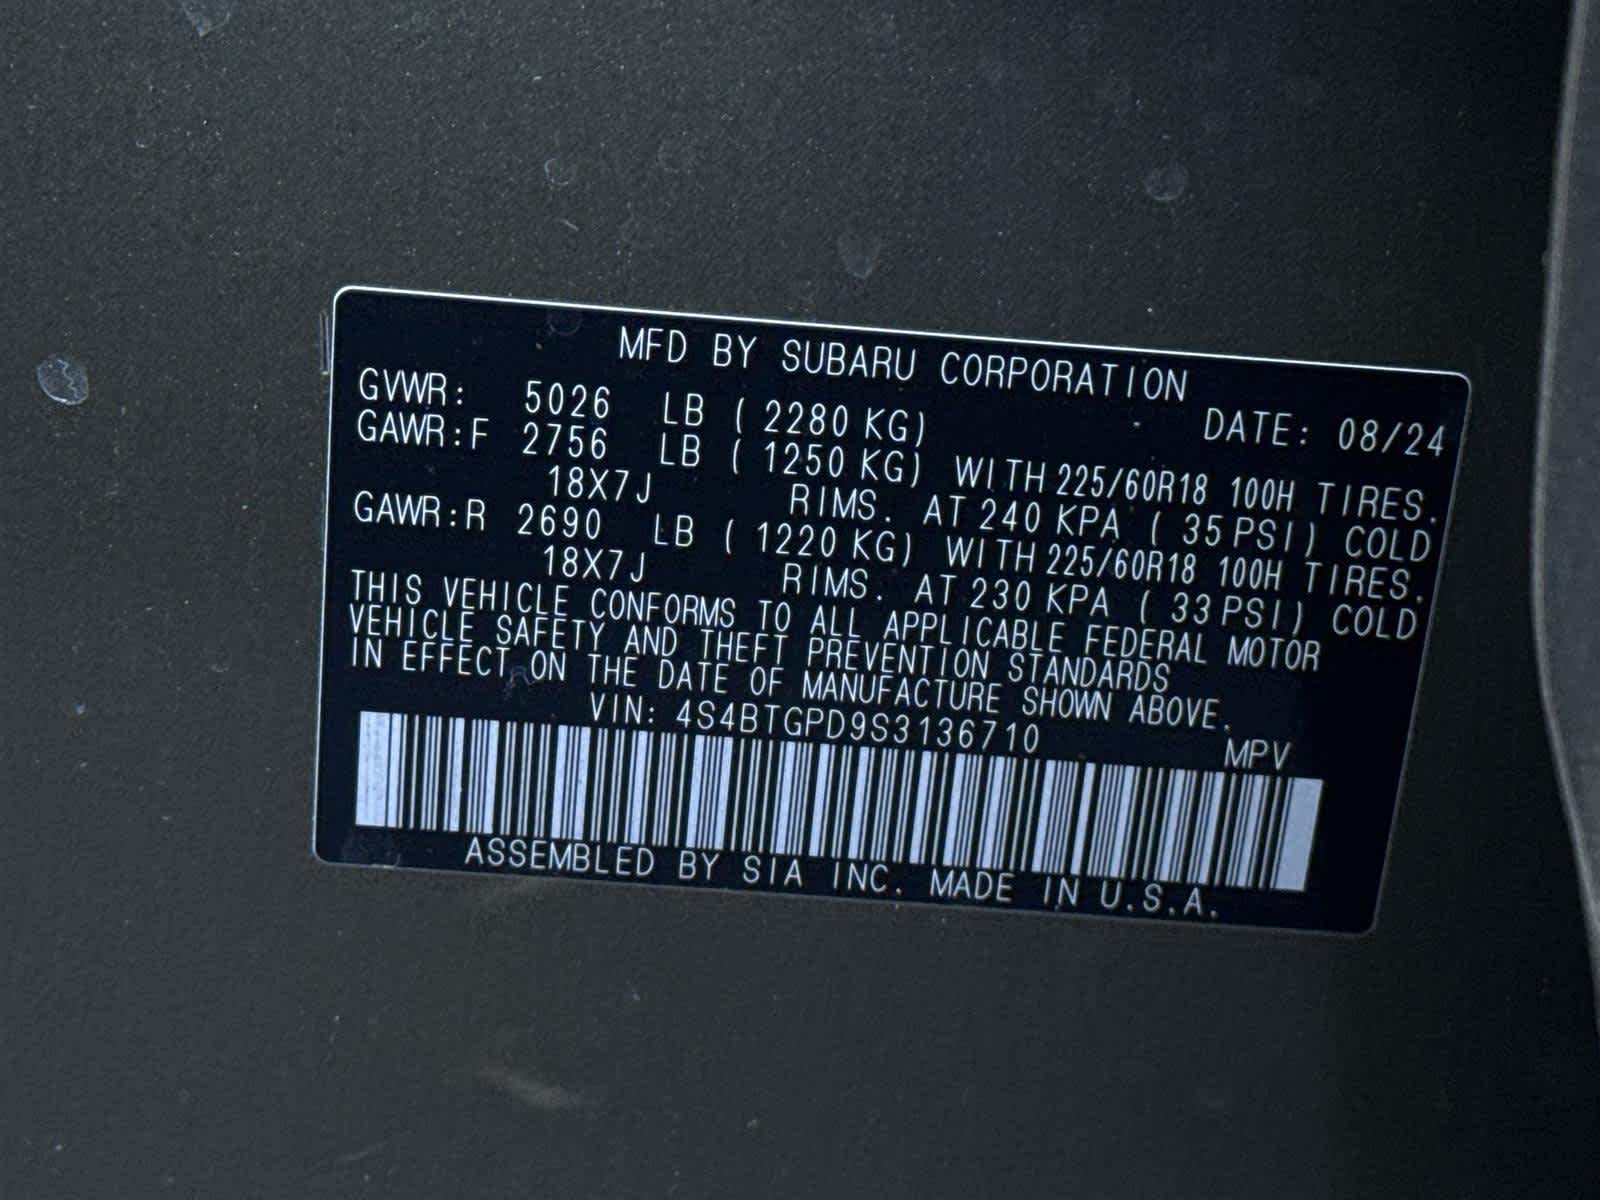 MFD BY SUBARU CORPORATION
GVWR: 5026 LB ( 2280 KG) DATE: 08/24
GAWR:F 2756 LB ( 1250 KG) WITH 225/60R18 100H TIRES.
18X7J RIMS. AT 240 KPA ( 35 PSI) COLD
GAWR:R 2690 LB ( 1220 KG) WITH 225/60R18 100H TIRES.
18X7J RIMS. AT 230 KPA ( 33 PSI) COLD
THIS VEHICLE CONFORMS TO ALL APPLICABLE FEDERAL MOTOR
VEHICLE SAFETY AND THEFT PREVENTION STANDARDS
IN EFFECT ON THE DATE OF MANUFACTURE SHOWN ABOVE.
VIN: 4S4BTGPD9S3136710 MPV
ASSEMBLED BY SIA INC. MADE IN U.S.A.